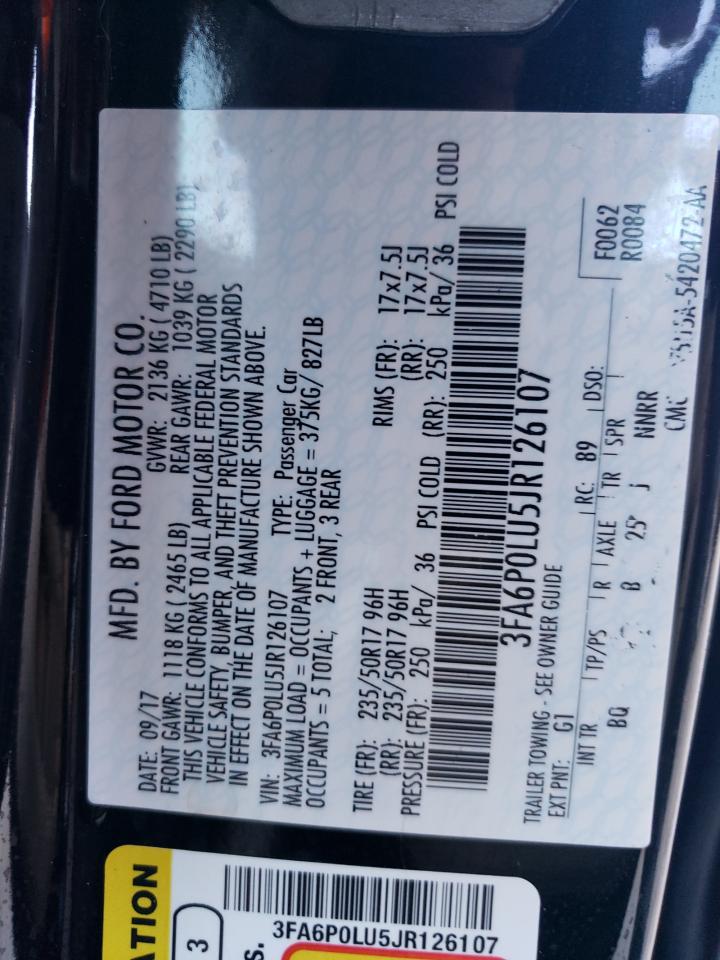 MFD. BY FORD MOTOR CO.
DATE: 09/17 GVWR: 2136 KG ( 4710 LB)
FRONT GAWR: 1118 KG ( 2465 LB) REAR GAWR: 1039 KG ( 2290 LB)
THIS VEHICLE CONFORMS TO ALL APPLICABLE FEDERAL MOTOR
VEHICLE SAFETY, BUMPER, AND THEFT PREVENTION STANDARDS
IN EFFECT ON THE DATE OF MANUFACTURE SHOWN ABOVE.
VIN: 3FA6P0LU5JR126107 TYPE: Passenger Car
MAXIMUM LOAD = OCCUPANTS + LUGGAGE = 375KG/ 827LB
OCCUPANTS = 5 TOTAL; 2 FRONT, 3 REAR
TIRE (FR): 235/50R17 96H RIMS (FR): 17x7.5J
(RR): 235/50R17 96H (RR): 17x7.5J
PRESSURE (FR): 250 kPa/ 36 PSI COLD (RR): 250 kPa/ 36 PSI COLD
3FA6P0LU5JR126107
TRAILER TOWING - SEE OWNER GUIDE F0062
EXT PNT: G1 RC: 89 DSO: R0084
INT TR TP/PS R AXLE TR SPR
BQ B J NNRR
CMC
ATION
3
3FA6P0LU5JR126107